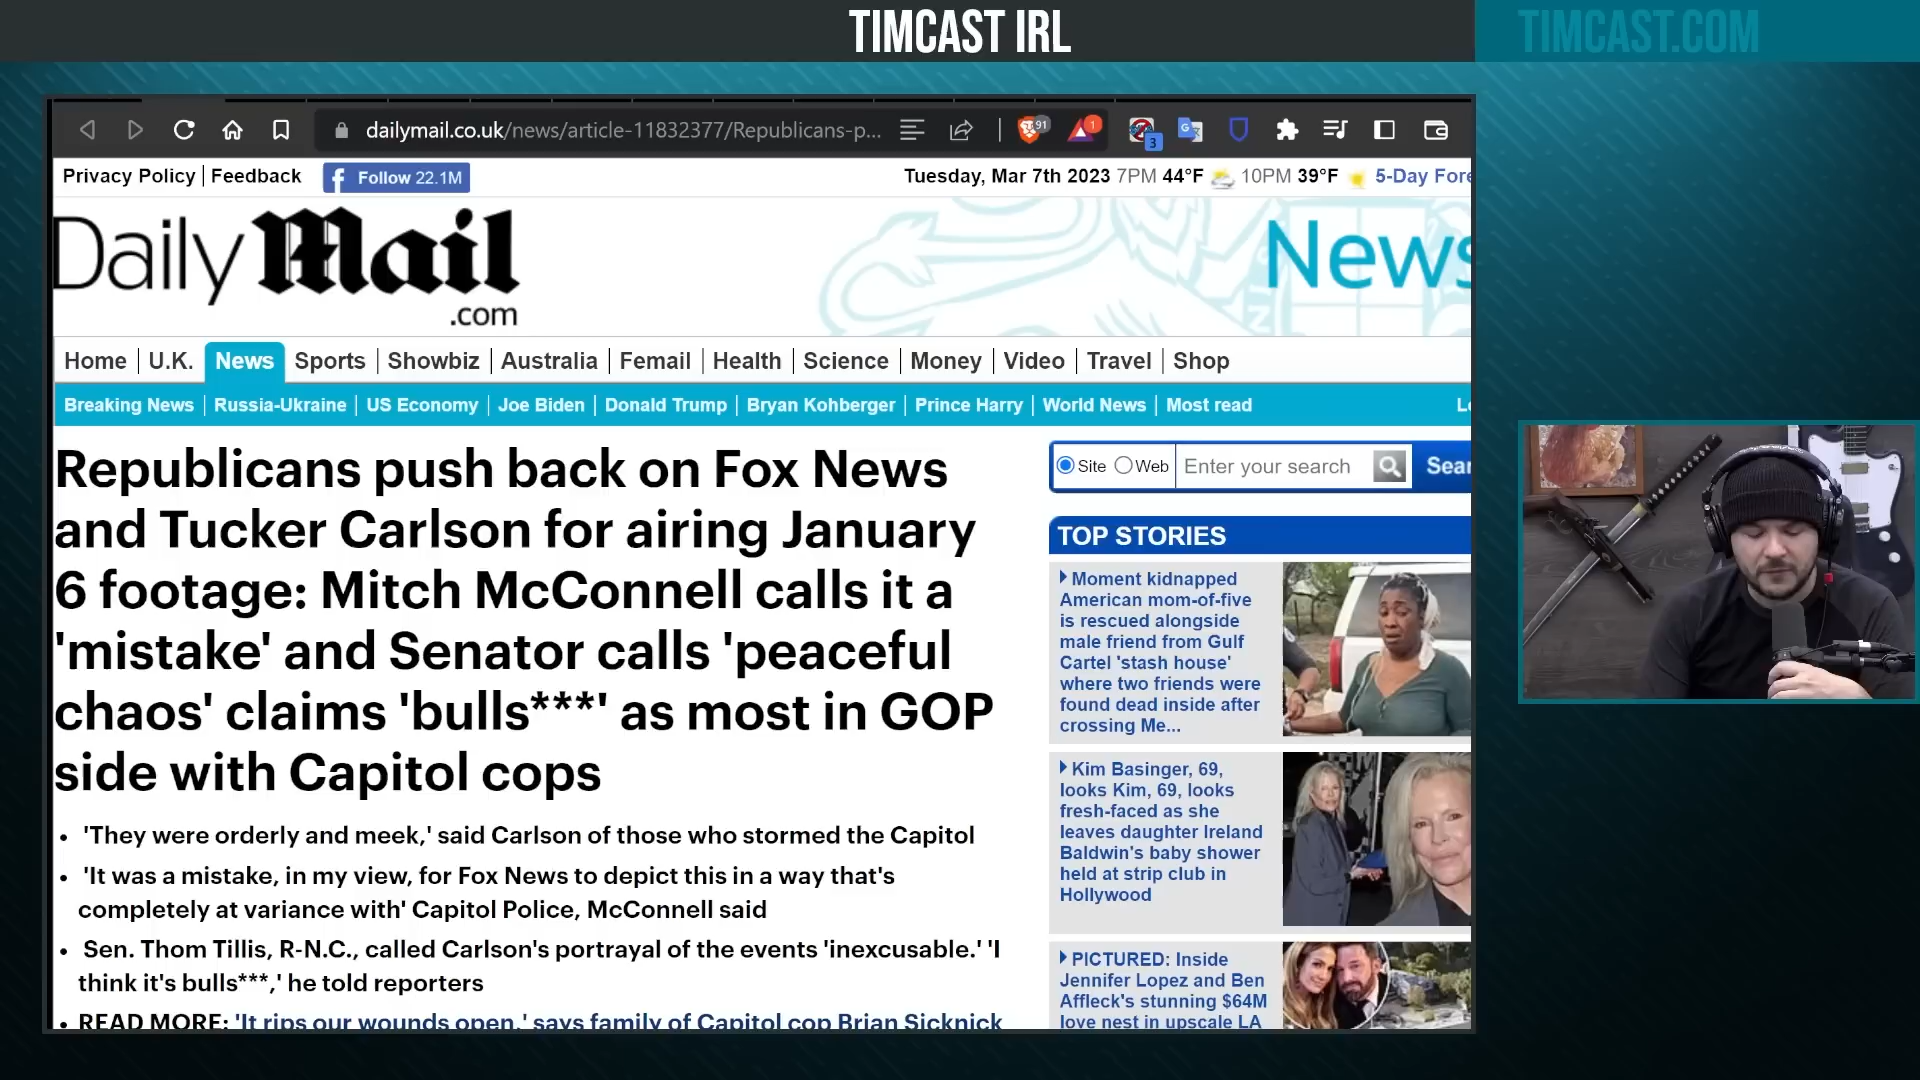 TIMCAST IRL
TIMCAST.COM
dailymail.co.uk/news/article-11832377/Republicans-p...
91
1
3
Privacy Policy | Feedback
f Follow 22.1M
Tuesday, Mar 7th 2023 7PM 44°F 10PM 39°F 5-Day Fore
Daily Mail
.com
News
Home | U.K. News Sports | Showbiz | Australia | Femail | Health | Science | Money | Video | Travel | Shop
Breaking News | Russia-Ukraine | US Economy | Joe Biden | Donald Trump | Bryan Kohberger | Prince Harry | World News | Most read
Republicans push back on Fox News
and Tucker Carlson for airing January
6 footage: Mitch McConnell calls it a
'mistake' and Senator calls 'peaceful
chaos' claims 'bulls***' as most in GOP
side with Capitol cops
• 'They were orderly and meek,' said Carlson of those who stormed the Capitol
• 'It was a mistake, in my view, for Fox News to depict this in a way that's
completely at variance with' Capitol Police, McConnell said
• Sen. Thom Tillis, R-N.C., called Carlson's portrayal of the events 'inexcusable.' 'I
think it's bulls***,' he told reporters
• READ MORE: 'It rips our wounds open,' says family of Capitol cop Brian Sicknick
Site Web Enter your search Sear
TOP STORIES
Moment kidnapped
American mom-of-five
is rescued alongside
male friend from Gulf
Cartel 'stash house'
where two friends were
found dead inside after
crossing Me...
Kim Basinger, 69,
looks Kim, 69, looks
fresh-faced as she
leaves daughter Ireland
Baldwin's baby shower
held at strip club in
Hollywood
PICTURED: Inside
Jennifer Lopez and Ben
Affleck's stunning $64M
love nest in upscale LA